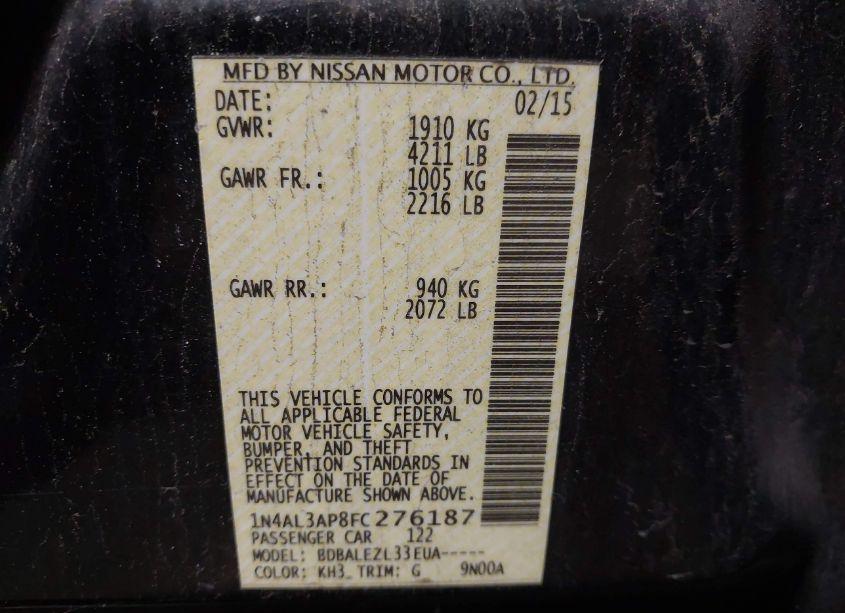 MFD BY NISSAN MOTOR CO., LTD.
DATE: 02/15
GVWR: 1910 KG
4211 LB
GAWR FR.: 1005 KG
2216 LB
GAWR RR.: 940 KG
2072 LB
THIS VEHICLE CONFORMS TO
ALL APPLICABLE FEDERAL
MOTOR VEHICLE SAFETY,
BUMPER, AND THEFT
PREVENTION STANDARDS IN
EFFECT ON THE DATE OF
MANUFACTURE SHOWN ABOVE.
1N4AL3AP8FC276187
PASSENGER CAR 122
MODEL: BDBALEZL33EUA-----
COLOR: KH3 TRIM: G 9N00A